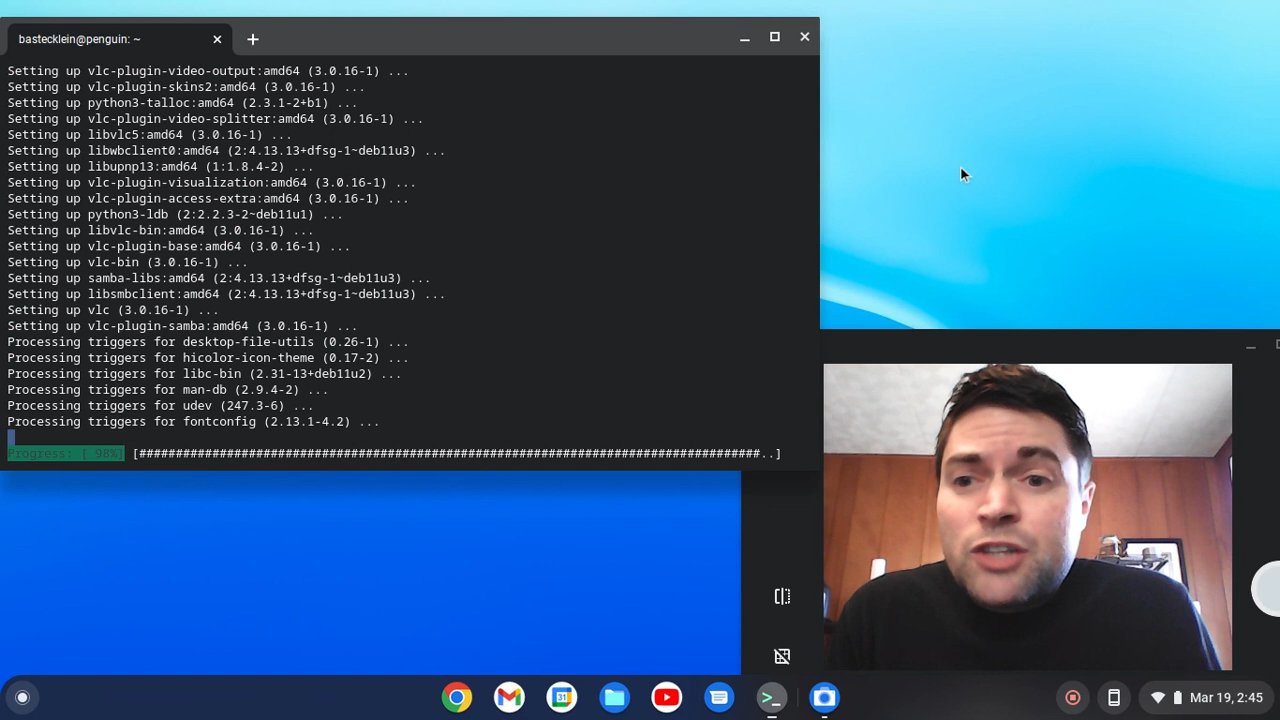 bastecklein@penguin: ~
Setting up vlc-plugin-video-output:amd64 (3.0.16-1) ...
Setting up vlc-plugin-skins2:amd64 (3.0.16-1) ...
Setting up python3-talloc:amd64 (2.3.1-2+b1) ...
Setting up vlc-plugin-video-splitter:amd64 (3.0.16-1) ...
Setting up libvlc5:amd64 (3.0.16-1) ...
Setting up libwbclient0:amd64 (2:4.13.13+dfsg-1~deb11u3) ...
Setting up libupnp13:amd64 (1:1.8.4-2) ...
Setting up vlc-plugin-visualization:amd64 (3.0.16-1) ...
Setting up vlc-plugin-access-extra:amd64 (3.0.16-1) ...
Setting up python3-ldb (2:2.2.3-2~deb11u1) ...
Setting up libvlc-bin:amd64 (3.0.16-1) ...
Setting up vlc-plugin-base:amd64 (3.0.16-1) ...
Setting up vlc-bin (3.0.16-1) ...
Setting up samba-libs:amd64 (2:4.13.13+dfsg-1~deb11u3) ...
Setting up libsmbclient:amd64 (2:4.13.13+dfsg-1~deb11u3) ...
Setting up vlc (3.0.16-1) ...
Setting up vlc-plugin-samba:amd64 (3.0.16-1) ...
Processing triggers for desktop-file-utils (0.26-1) ...
Processing triggers for hicolor-icon-theme (0.17-2) ...
Processing triggers for libc-bin (2.31-13+deb11u2) ...
Processing triggers for man-db (2.9.4-2) ...
Processing triggers for udev (247.3-6) ...
Processing triggers for fontconfig (2.13.1-4.2) ...
Progress: [ 98%] [#####################################################################################..]
31
Mar 19, 2:45